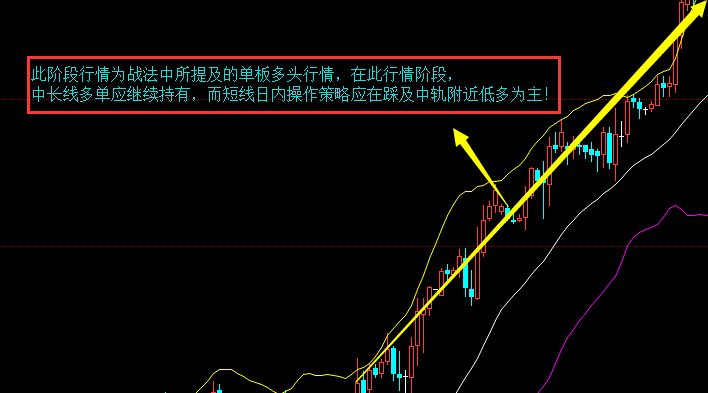 此阶段行情为战法中所提及的单板多头行情，在此行情阶段，
中长线多单应继续持有，而短线日内操作策略应在踩及中轨附近低多为主！